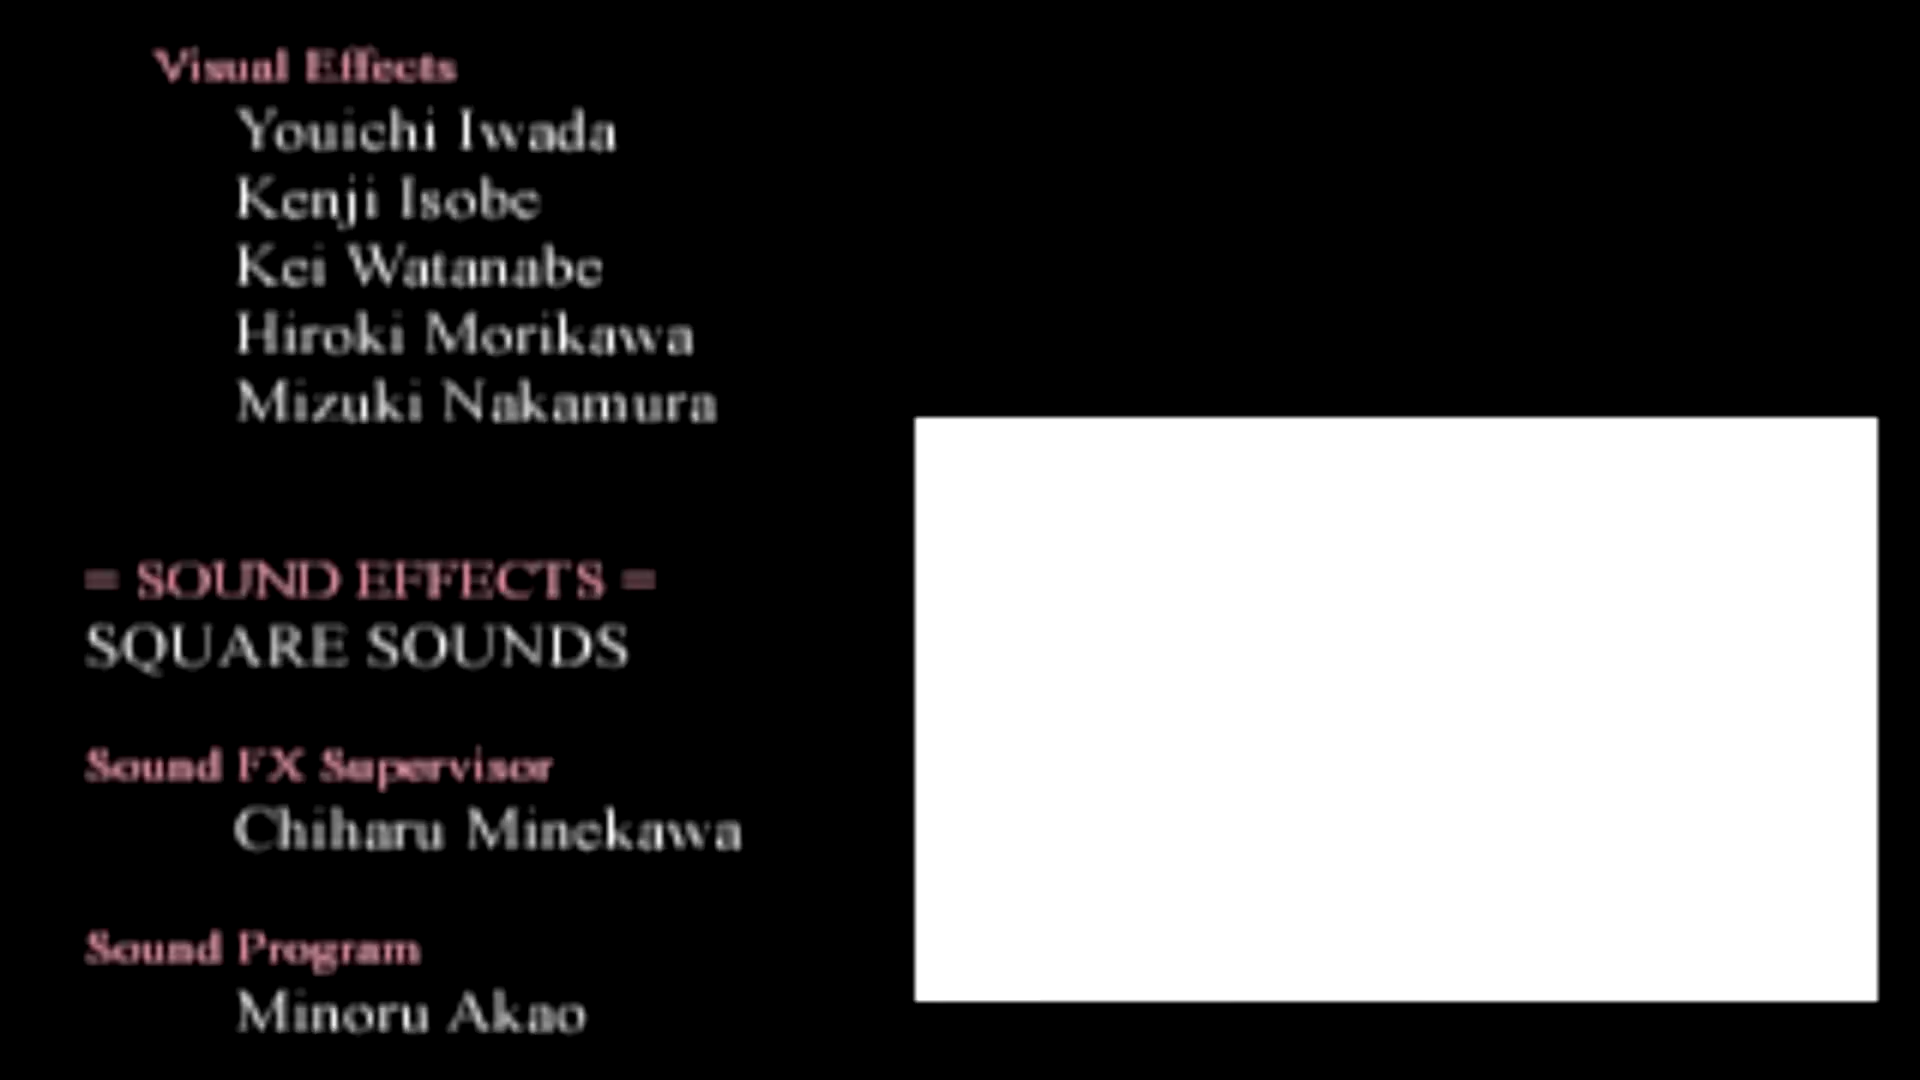 Visual Effects
Youichi Iwada
Kenji Isobe
Kei Watanabe
Hiroki Morikawa
Mizuki Nakamura
= SOUND EFFECTS =
SQUARE SOUNDS
Sound FX Supervisor
Chiharu Minekawa
Sound Program
Minoru Akao